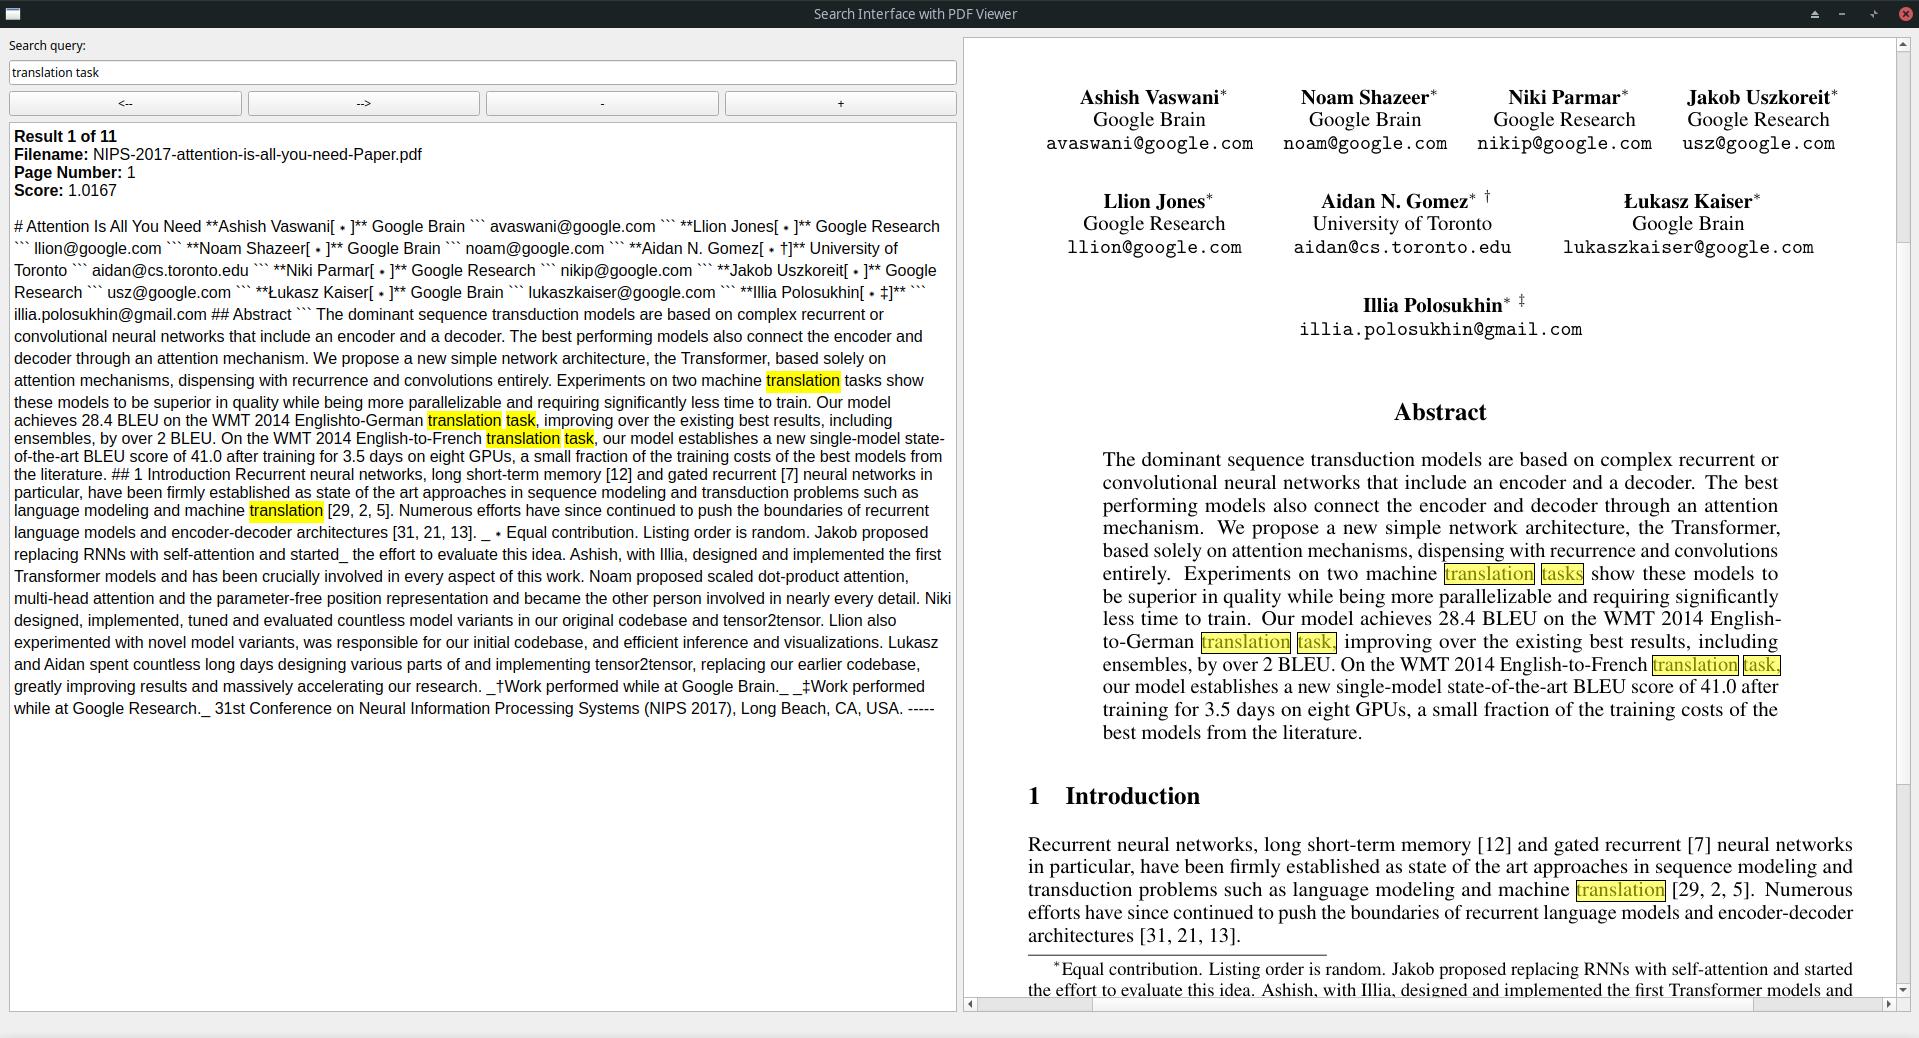 Search Interface with PDF Viewer
Search query:
translation task
<--
-->
-
+
Result 1 of 11
Filename: NIPS-2017-attention-is-all-you-need-Paper.pdf
Page Number: 1
Score: 1.0167
# Attention Is All You Need **Ashish Vaswani[ * ]** Google Brain ``` avaswani@google.com ``` **Llion Jones[ * ]** Google Research
``` llion@google.com ``` **Noam Shazeer[ * ]** Google Brain ``` noam@google.com ``` **Aidan N. Gomez[ * †]** University of
Toronto ``` aidan@cs.toronto.edu ``` **Niki Parmar[ * ]** Google Research ``` nikip@google.com ``` **Jakob Uszkoreit[ * ]** Google
Research ``` usz@google.com ``` **Łukasz Kaiser[ * ]** Google Brain ``` lukaszkaiser@google.com ``` **Illia Polosukhin[ * ‡]** ```
illia.polosukhin@gmail.com ## Abstract ``` The dominant sequence transduction models are based on complex recurrent or
convolutional neural networks that include an encoder and a decoder. The best performing models also connect the encoder and
decoder through an attention mechanism. We propose a new simple network architecture, the Transformer, based solely on
attention mechanisms, dispensing with recurrence and convolutions entirely. Experiments on two machine translation tasks show
these models to be superior in quality while being more parallelizable and requiring significantly less time to train. Our model
achieves 28.4 BLEU on the WMT 2014 Englishto-German translation task, improving over the existing best results, including
ensembles, by over 2 BLEU. On the WMT 2014 English-to-French translation task, our model establishes a new single-model state-
of-the-art BLEU score of 41.0 after training for 3.5 days on eight GPUs, a small fraction of the training costs of the best models from
the literature. ## 1 Introduction Recurrent neural networks, long short-term memory [12] and gated recurrent [7] neural networks in
particular, have been firmly established as state of the art approaches in sequence modeling and transduction problems such as
language modeling and machine translation [29, 2, 5]. Numerous efforts have since continued to push the boundaries of recurrent
language models and encoder-decoder architectures [31, 21, 13]. _ * Equal contribution. Listing order is random. Jakob proposed
replacing RNNs with self-attention and started_ the effort to evaluate this idea. Ashish, with Illia, designed and implemented the first
Transformer models and has been crucially involved in every aspect of this work. Noam proposed scaled dot-product attention,
multi-head attention and the parameter-free position representation and became the other person involved in nearly every detail. Niki
designed, implemented, tuned and evaluated countless model variants in our original codebase and tensor2tensor. Llion also
experimented with novel model variants, was responsible for our initial codebase, and efficient inference and visualizations. Lukasz
and Aidan spent countless long days designing various parts of and implementing tensor2tensor, replacing our earlier codebase,
greatly improving results and massively accelerating our research. _†Work performed while at Google Brain._ _‡Work performed
while at Google Research._ 31st Conference on Neural Information Processing Systems (NIPS 2017), Long Beach, CA, USA. -----
Ashish Vaswani* Noam Shazeer* Niki Parmar* Jakob Uszkoreit*
Google Brain Google Brain Google Research Google Research
avaswani@google.com noam@google.com nikip@google.com usz@google.com
Llion Jones* Aidan N. Gomez* † Łukasz Kaiser*
Google Research University of Toronto Google Brain
llion@google.com aidan@cs.toronto.edu lukaszkaiser@google.com
Illia Polosukhin* ‡
illia.polosukhin@gmail.com
Abstract
The dominant sequence transduction models are based on complex recurrent or
convolutional neural networks that include an encoder and a decoder. The best
performing models also connect the encoder and decoder through an attention
mechanism. We propose a new simple network architecture, the Transformer,
based solely on attention mechanisms, dispensing with recurrence and convolutions
entirely. Experiments on two machine translation tasks show these models to
be superior in quality while being more parallelizable and requiring significantly
less time to train. Our model achieves 28.4 BLEU on the WMT 2014 English-
to-German translation task, improving over the existing best results, including
ensembles, by over 2 BLEU. On the WMT 2014 English-to-French translation task,
our model establishes a new single-model state-of-the-art BLEU score of 41.0 after
training for 3.5 days on eight GPUs, a small fraction of the training costs of the
best models from the literature.
1 Introduction
Recurrent neural networks, long short-term memory [12] and gated recurrent [7] neural networks
in particular, have been firmly established as state of the art approaches in sequence modeling and
transduction problems such as language modeling and machine translation [29, 2, 5]. Numerous
efforts have since continued to push the boundaries of recurrent language models and encoder-decoder
architectures [31, 21, 13].
*Equal contribution. Listing order is random. Jakob proposed replacing RNNs with self-attention and started
the effort to evaluate this idea. Ashish, with Illia, designed and implemented the first Transformer models and